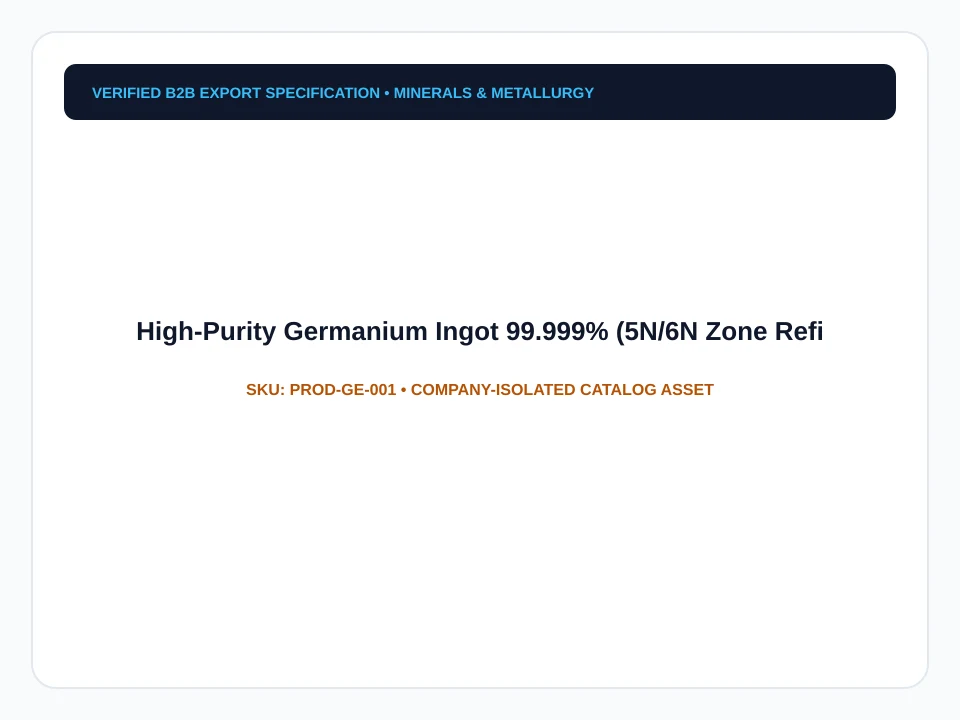 VERIFIED B2B EXPORT SPECIFICATION • MINERALS & METALLURGY
High-Purity Germanium Ingot 99.999% (5N/6N Zone Refi
SKU: PROD-GE-001 • COMPANY-ISOLATED CATALOG ASSET